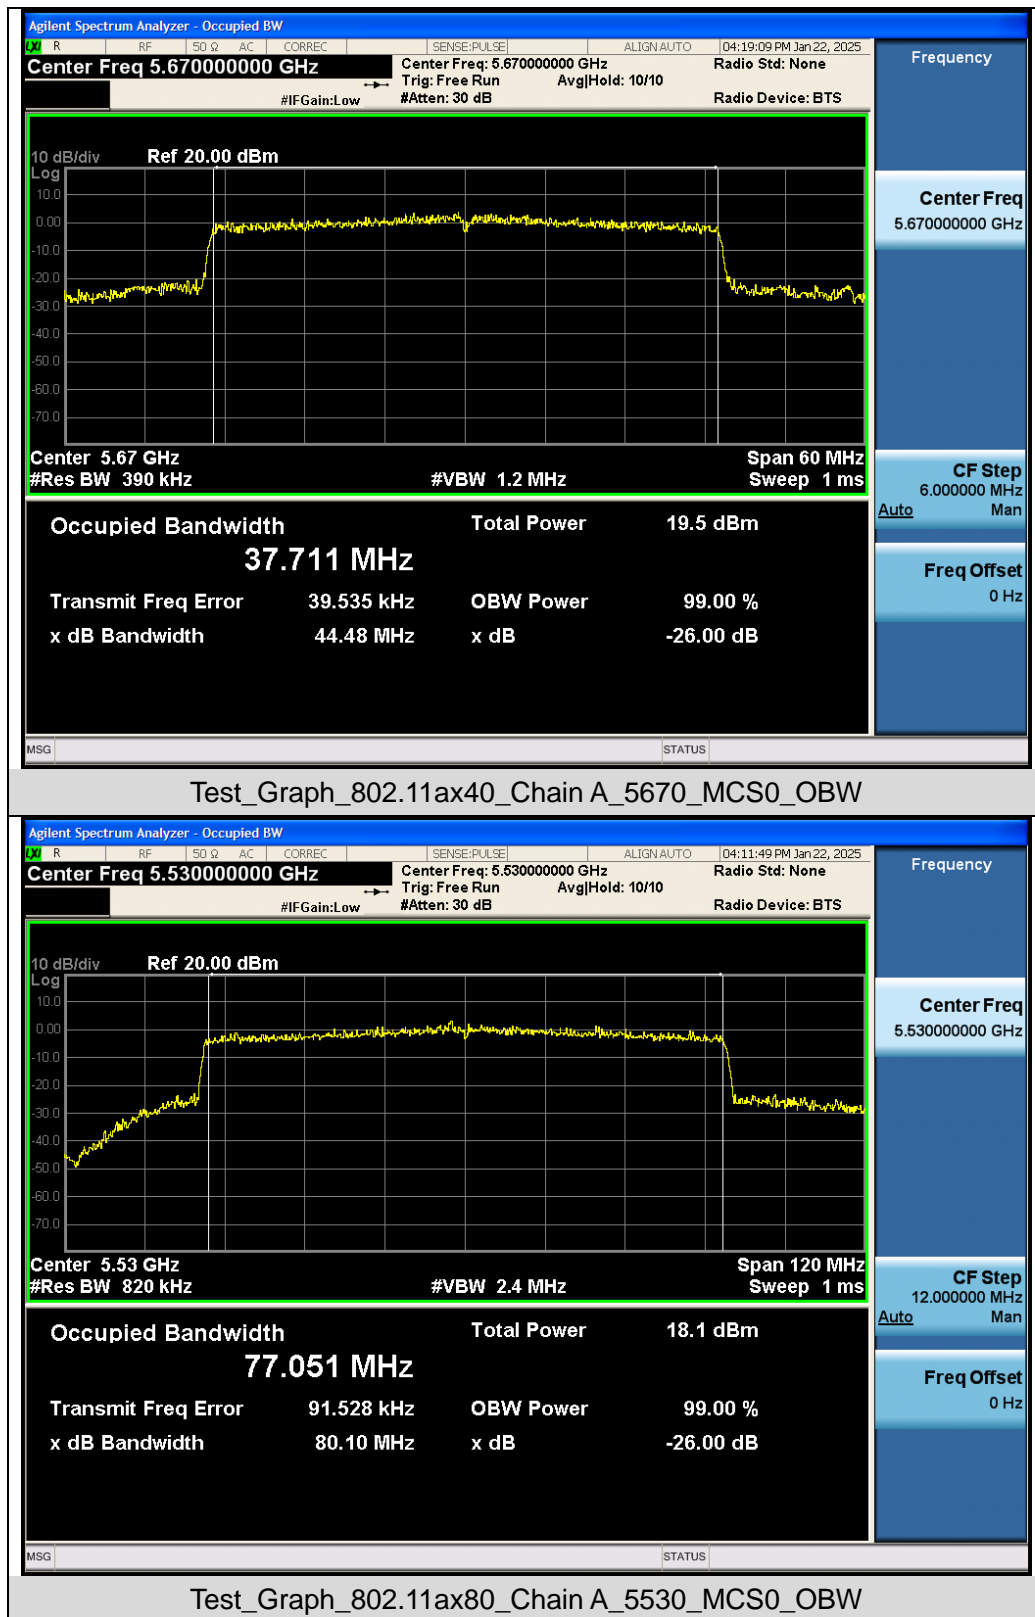 Agilent Spectrum Analyzer - Occupied BW
LXI R RF 50 Ω AC CORREC SENSE:PULSE ALIGN AUTO 04:19:09 PM Jan 22, 2025
Center Freq 5.670000000 GHz
Center Freq: 5.670000000 GHz Radio Std: None
Trig: Free Run Avg|Hold: 10/10
#IFGain:Low #Atten: 30 dB Radio Device: BTS
10 dB/div Ref 20.00 dBm
Log
10.0
0.00
-10.0
-20.0
-30.0
-40.0
-50.0
-60.0
-70.0
Center 5.67 GHz Span 60 MHz
#Res BW 390 kHz #VBW 1.2 MHz Sweep 1 ms
Occupied Bandwidth Total Power 19.5 dBm
37.711 MHz
Transmit Freq Error 39.535 kHz OBW Power 99.00 %
x dB Bandwidth 44.48 MHz x dB -26.00 dB
MSG STATUS
Frequency
Center Freq
5.670000000 GHz
CF Step
6.000000 MHz
Auto Man
Freq Offset
0 Hz
Test_Graph_802.11ax40_Chain A_5670_MCS0_OBW
Agilent Spectrum Analyzer - Occupied BW
LXI R RF 50 Ω AC CORREC SENSE:PULSE ALIGN AUTO 04:11:49 PM Jan 22, 2025
Center Freq 5.530000000 GHz
Center Freq: 5.530000000 GHz Radio Std: None
Trig: Free Run Avg|Hold: 10/10
#IFGain:Low #Atten: 30 dB Radio Device: BTS
10 dB/div Ref 20.00 dBm
Log
10.0
0.00
-10.0
-20.0
-30.0
-40.0
-50.0
-60.0
-70.0
Center 5.53 GHz Span 120 MHz
#Res BW 820 kHz #VBW 2.4 MHz Sweep 1 ms
Occupied Bandwidth Total Power 18.1 dBm
77.051 MHz
Transmit Freq Error 91.528 kHz OBW Power 99.00 %
x dB Bandwidth 80.10 MHz x dB -26.00 dB
MSG STATUS
Frequency
Center Freq
5.530000000 GHz
CF Step
12.000000 MHz
Auto Man
Freq Offset
0 Hz
Test_Graph_802.11ax80_Chain A_5530_MCS0_OBW